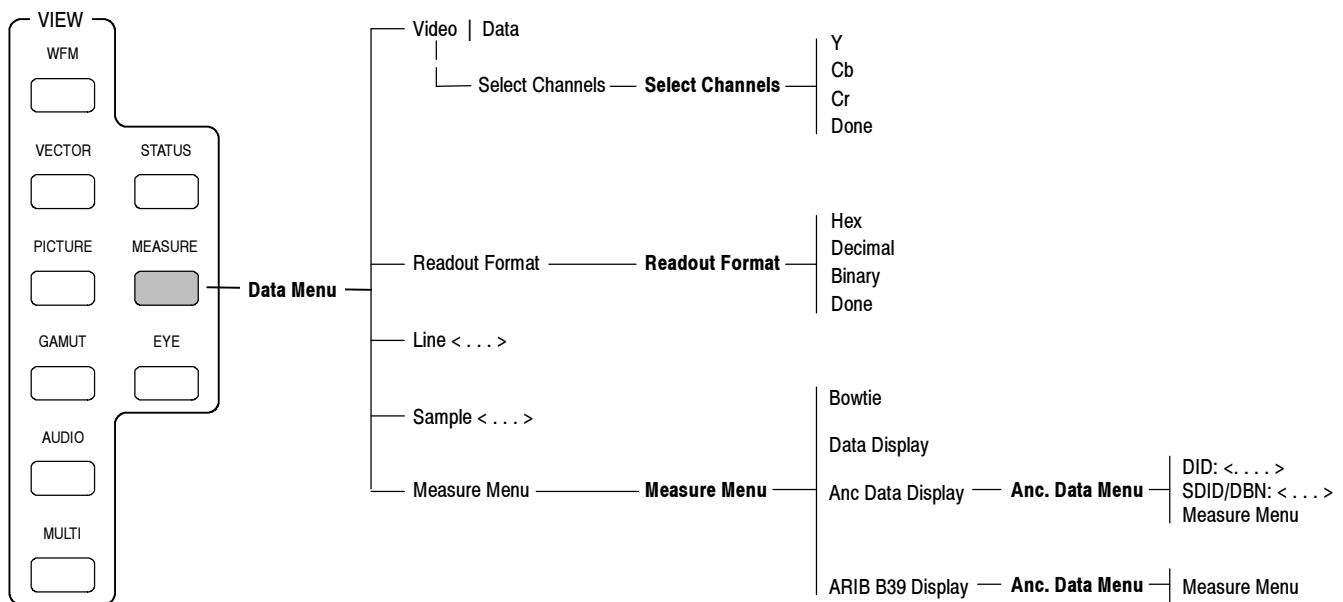 VIEW
WFM
VECTOR STATUS
PICTURE MEASURE
GAMUT EYE
AUDIO
MULTI
Data Menu
Video | Data
Select Channels Select Channels
Y
Cb
Cr
Done
Readout Format Readout Format
Hex
Decimal
Binary
Done
Line < . . . >
Sample < . . . >
Measure Menu Measure Menu
Bowtie
Data Display
Anc Data Display Anc. Data Menu
DID: <. . . . >
SDID/DBN: < . . . >
Measure Menu
ARIB B39 Display Anc. Data Menu Measure Menu